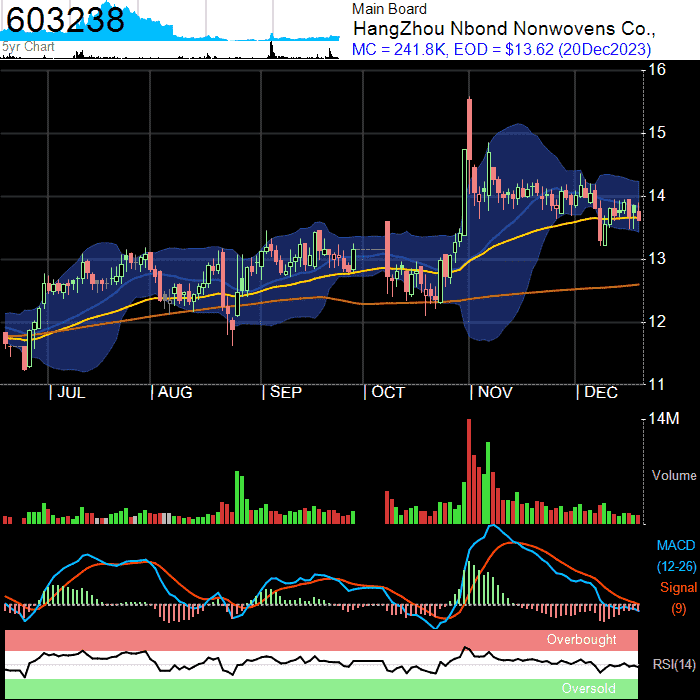 603238
5yr Chart
Main Board
HangZhou Nbond Nonwovens Co.,
MC = 241.8K, EOD = $13.62 (20Dec2023)
16
15
14
13
12
11
| JUL | AUG | SEP | OCT | NOV | DEC
14M
Volume
MACD
(12-26)
Signal
(9)
Overbought
RSI(14)
Oversold